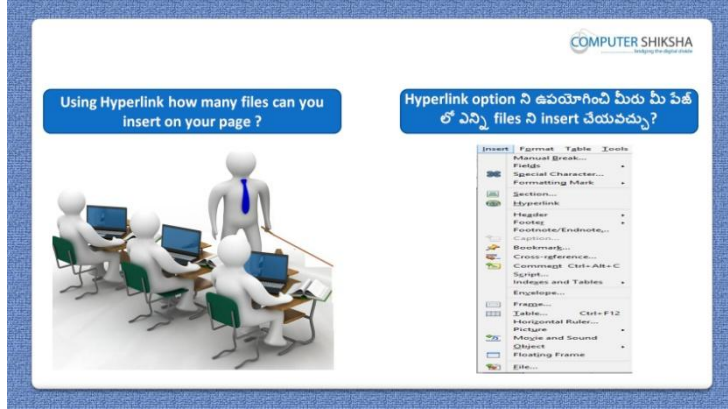 COMPUTER SHIKSHA
bridging the digital divide
Using Hyperlink how many files can you
insert on your page ?
Hyperlink option ని ఉపయోగించి మీరు మీ పేజ్
లో ఎన్ని files ని insert చేయవచ్చు?
Insert Format Table Tools
Manual Break...
Fields
Special Character...
Formatting Mark
Section...
Hyperlink
Header
Footer
Footnote/Endnote...
Caption...
Bookmark...
Cross-reference...
Comment Ctrl+Alt+C
Script...
Indexes and Tables
Envelope...
Frame...
Table... Ctrl+F12
Horizontal Ruler...
Picture
Movie and Sound
Object
Floating Frame
File...